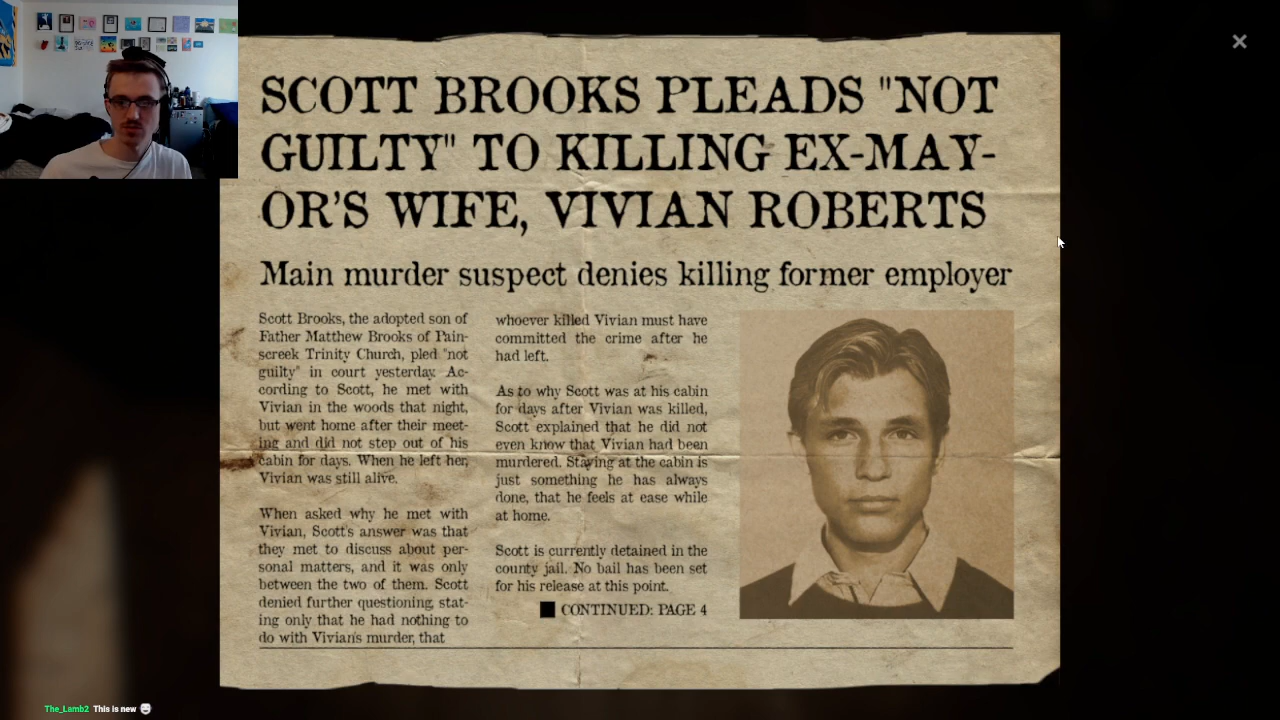 SCOTT BROOKS PLEADS "NOT
GUILTY" TO KILLING EX-MAY-
OR'S WIFE, VIVIAN ROBERTS
Main murder suspect denies killing former employer
Scott Brooks, the adopted son of
Father Matthew Brooks of Pain-
screek Trinity Church, pled "not
guilty" in court yesterday. Ac-
cording to Scott, he met with
Vivian in the woods that night,
but went home after their meet-
ing and did not step out of his
cabin for days. When he left her,
Vivian was still alive.
When asked why he met with
Vivian, Scott's answer was that
they met to discuss about per-
sonal matters, and it was only
between the two of them. Scott
denied further questioning, stat-
ing only that he had nothing to
do with Vivian's murder, that
whoever killed Vivian must have
committed the crime after he
had left.
As to why Scott was at his cabin
for days after Vivian was killed,
Scott explained that he did not
even know that Vivian had been
murdered. Staying at the cabin is
just something he has always
done, that he feels at ease while
at home.
Scott is currently detained in the
county jail. No bail has been set
for his release at this point.
CONTINUED: PAGE 4
The_Lamb2 This is new